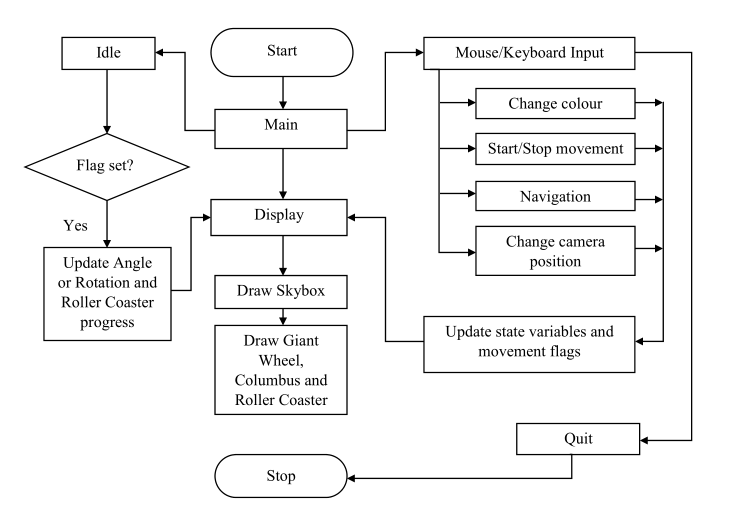 Idle
Start
Mouse/Keyboard Input
Change colour
Main
Start/Stop movement
Flag set?
Navigation
Yes
Display
Change camera
position
Update Angle
or Rotation and
Roller Coaster
progress
Draw Skybox
Update state variables and
movement flags
Draw Giant
Wheel,
Columbus and
Roller Coaster
Quit
Stop